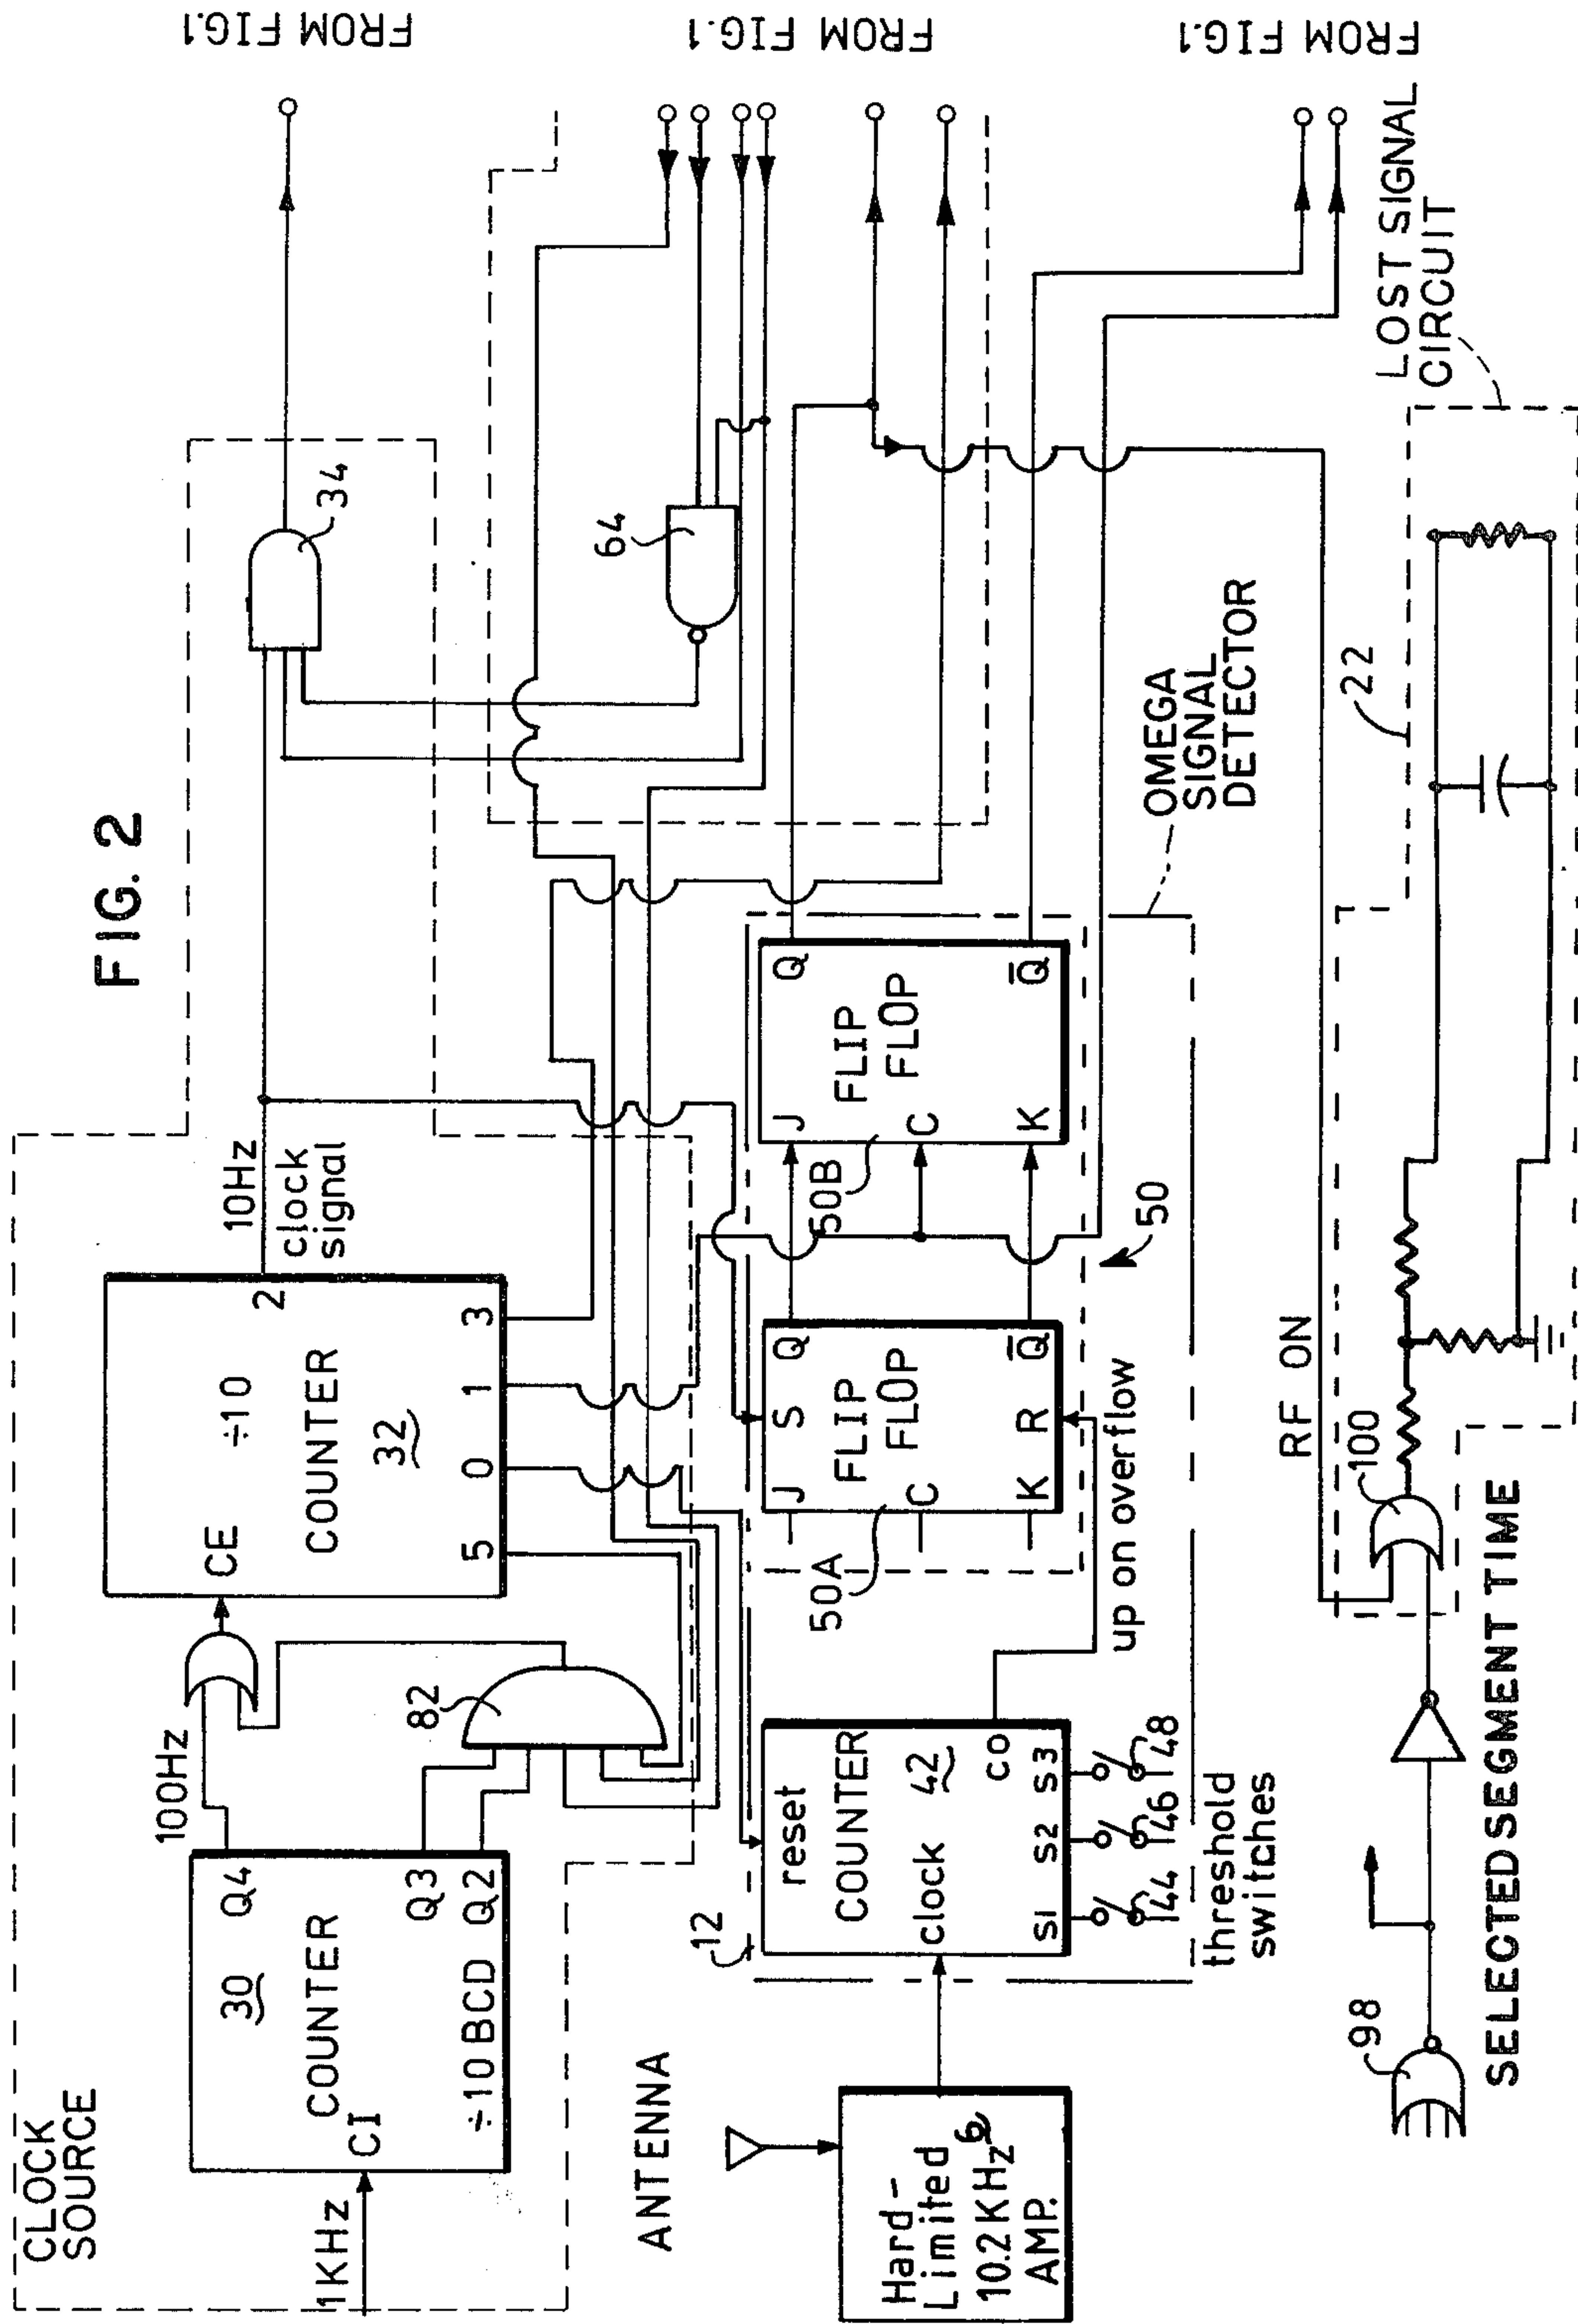 FIG. 2
CLOCK
SOURCE
1KHz
CI
COUNTER
30
÷10 BCD
Q4
Q3
Q2
100Hz
82
CE
÷10
COUNTER
32
5
0
1
3
2
10Hz
clock
signal
34
64
FROM FIG.1
FROM FIG.1
FROM FIG.1
ANTENNA
Hard-
Limited
10.2KHz
AMP.
6
12
reset
COUNTER
42
clock
CO
S1
S2
S3
44
46
48
threshold
switches
up on overflow
50A
J
C
K
FLIP
FLOP
S
R
Q
Q̅
50
50B
J
C
K
FLIP
FLOP
Q
Q̅
OMEGA
SIGNAL
DETECTOR
98
SELECTED SEGMENT TIME
100
RF ON
22
LOST SIGNAL
CIRCUIT